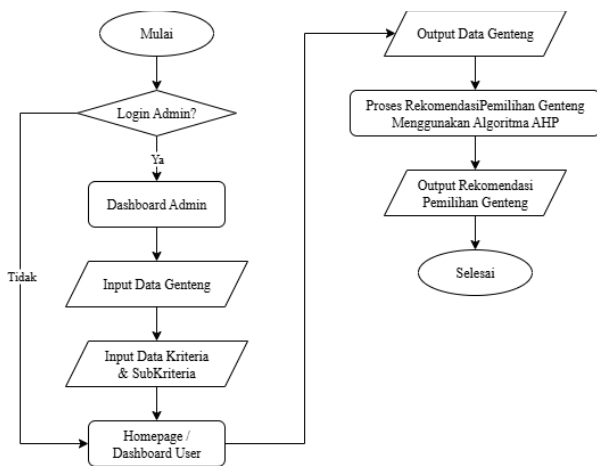 Mulai
Login Admin?
Ya
Dashboard Admin
Tidak
Input Data Genteng
Input Data Kriteria
& SubKriteria
Homepage /
Dashboard User
Output Data Genteng
Proses RekomendasiPemilihan Genteng
Menggunakan Algoritma AHP
Output Rekomendasi
Pemilihan Genteng
Selesai